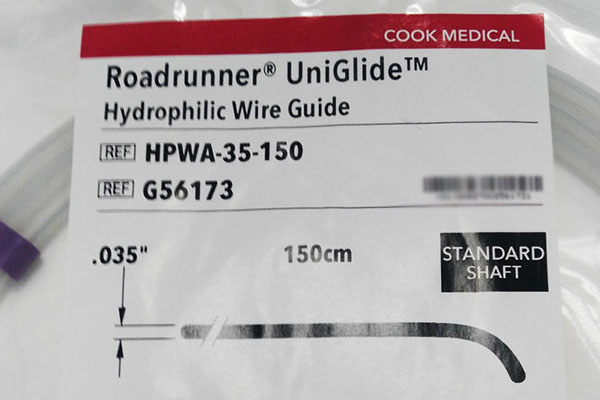 COOK MEDICAL
Roadrunner® UniGlide™
Hydrophilic Wire Guide
REF HPWA-35-150
REF G56173
.035"
150cm
STANDARD
SHAFT